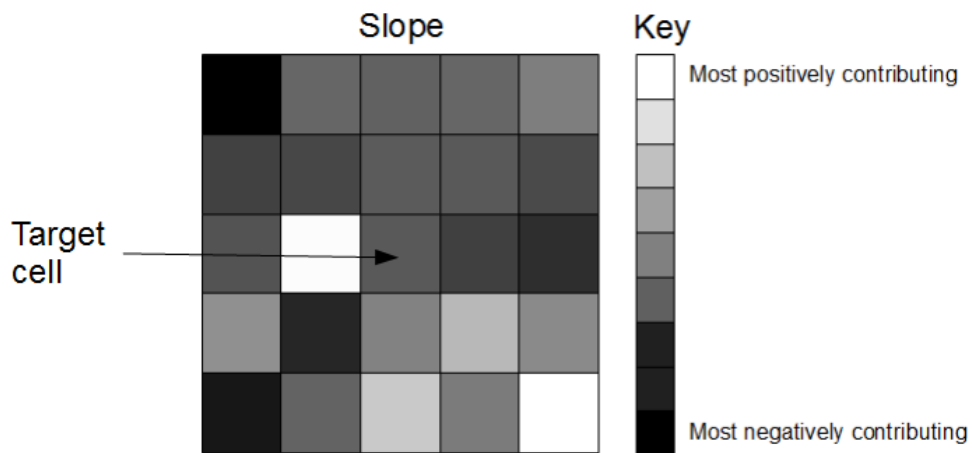 Slope
Key
Most positively contributing
Target
cell
Most negatively contributing